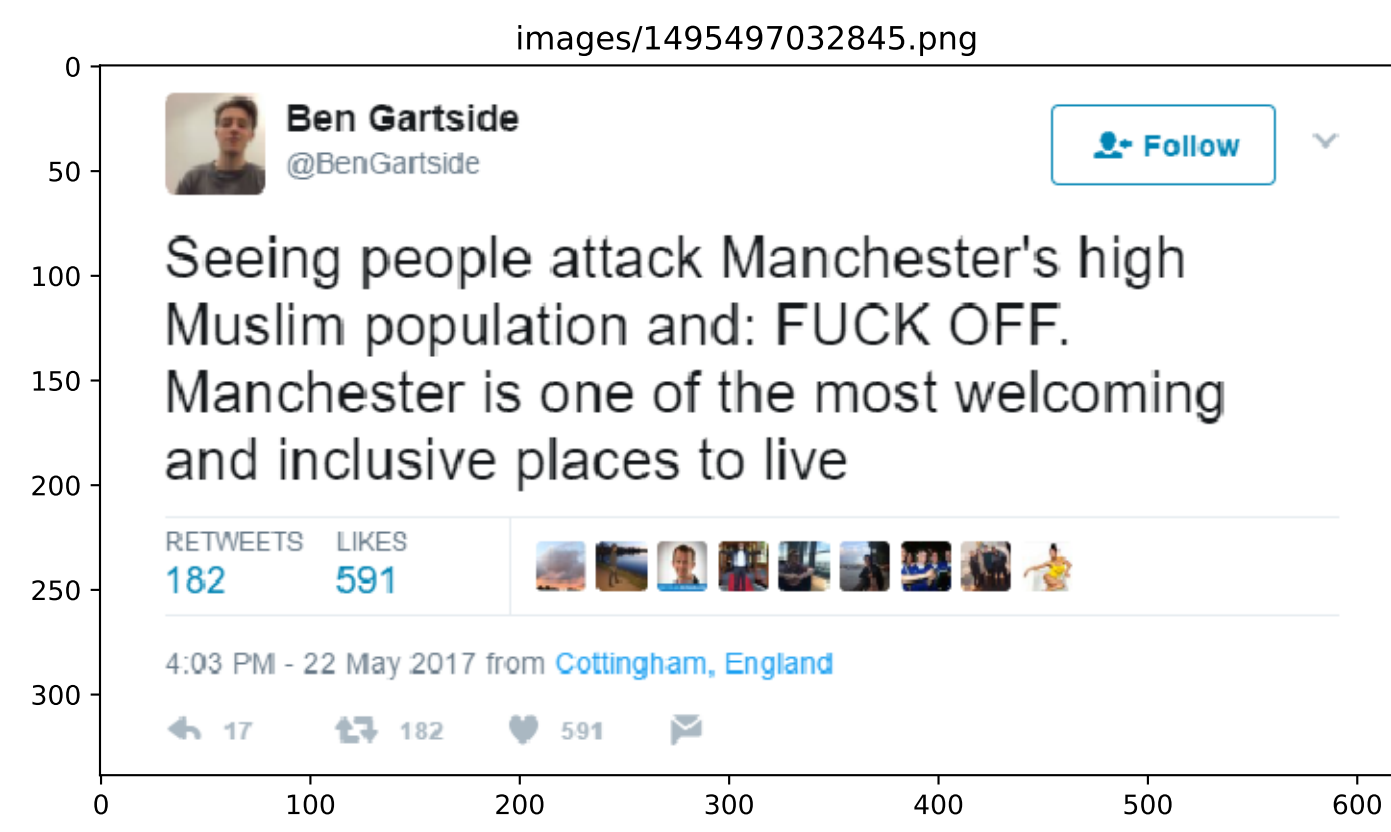 images/1495497032845.png
0
50
100
150
200
250
300
Ben Gartside
@BenGartside
Follow
Seeing people attack Manchester's high
Muslim population and: FUCK OFF.
Manchester is one of the most welcoming
and inclusive places to live
RETWEETS LIKES
182 591
4:03 PM - 22 May 2017 from Cottingham, England
17 182 591
0 100 200 300 400 500 600